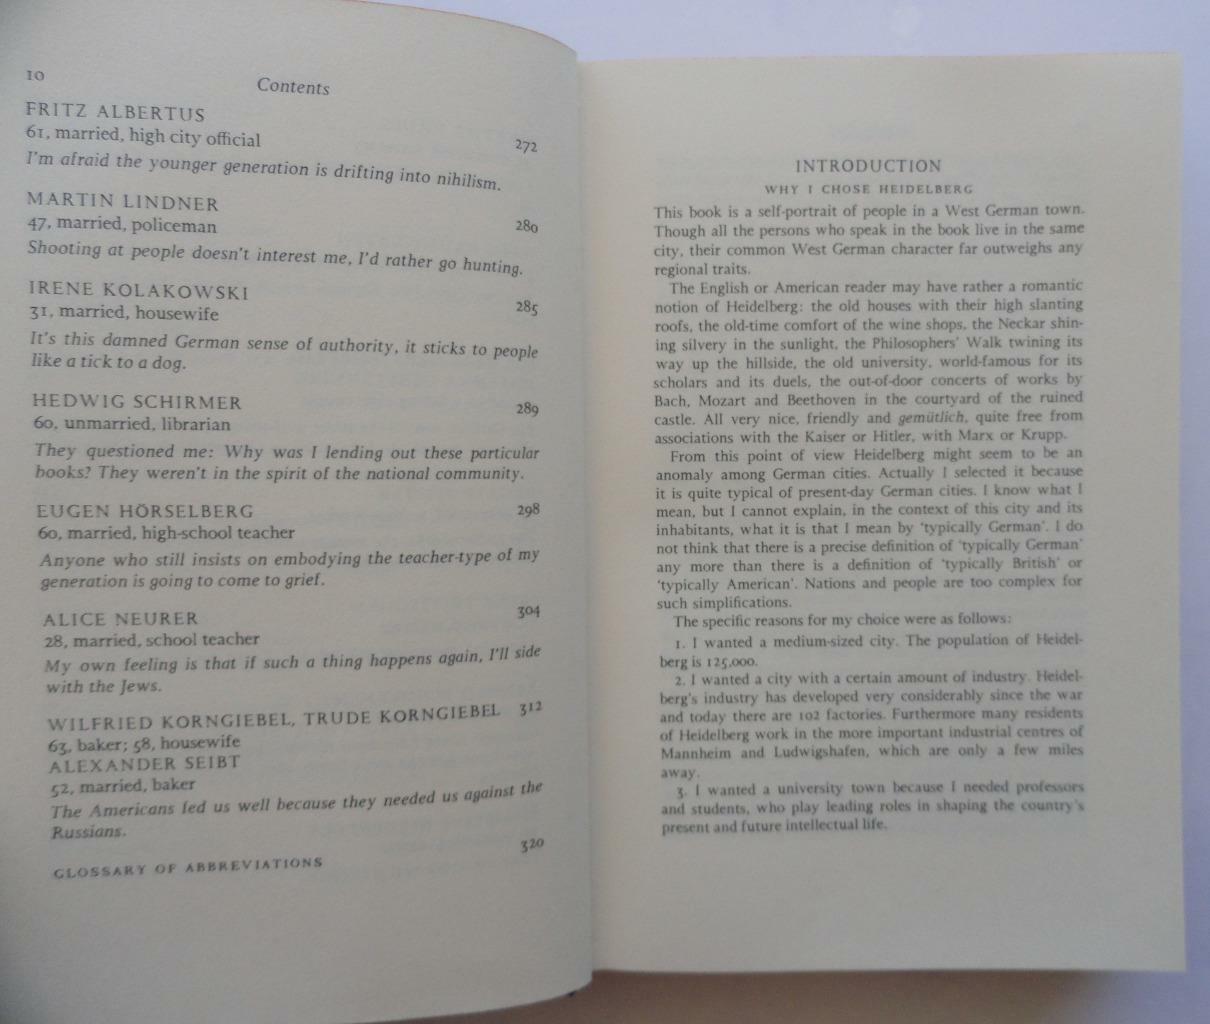 10
Contents
FRITZ ALBERTUS
61, married, high city official 272
I'm afraid the younger generation is drifting into nihilism.
MARTIN LINDNER
47, married, policeman 280
Shooting at people doesn't interest me, I'd rather go hunting.
IRENE KOLAKOWSKI
31, married, housewife 285
It's this damned German sense of authority, it sticks to people
like a tick to a dog.
HEDWIG SCHIRMER
60, unmarried, librarian 289
They questioned me: Why was I lending out these particular
books? They weren't in the spirit of the national community.
EUGEN HÖRSELBERG 298
60, married, high-school teacher
Anyone who still insists on embodying the teacher-type of my
generation is going to come to grief.
ALICE NEURER 304
28, married, school teacher
My own feeling is that if such a thing happens again, I'll side
with the Jews.
WILFRIED KORNGIEBEL, TRUDE KORNGIEBEL 312
63, baker; 58, housewife
ALEXANDER SEIBT
52, married, baker
The Americans fed us well because they needed us against the
Russians.
GLOSSARY OF ABBREVIATIONS 320
INTRODUCTION
WHY I CHOSE HEIDELBERG
This book is a self-portrait of people in a West German town.
Though all the persons who speak in the book live in the same
city, their common West German character far outweighs any
regional traits.
The English or American reader may have rather a romantic
notion of Heidelberg: the old houses with their high slanting
roofs, the old-time comfort of the wine shops, the Neckar shin-
ing silvery in the sunlight, the Philosophers' Walk twining its
way up the hillside, the old university, world-famous for its
scholars and its duels, the out-of-door concerts of works by
Bach, Mozart and Beethoven in the courtyard of the ruined
castle. All very nice, friendly and gemütlich, quite free from
associations with the Kaiser or Hitler, with Marx or Krupp.
From this point of view Heidelberg might seem to be an
anomaly among German cities. Actually I selected it because
it is quite typical of present-day German cities. I know what I
mean, but I cannot explain, in the context of this city and its
inhabitants, what it is that I mean by 'typically German'. I do
not think that there is a precise definition of 'typically German'
any more than there is a definition of 'typically British' or
'typically American'. Nations and people are too complex for
such simplifications.
The specific reasons for my choice were as follows:
1. I wanted a medium-sized city. The population of Heidel-
berg is 125,000.
2. I wanted a city with a certain amount of industry. Heidel-
berg's industry has developed very considerably since the war
and today there are 102 factories. Furthermore many residents
of Heidelberg work in the more important industrial centres of
Mannheim and Ludwigshafen, which are only a few miles
away.
3. I wanted a university town because I needed professors
and students, who play leading roles in shaping the country's
present and future intellectual life.